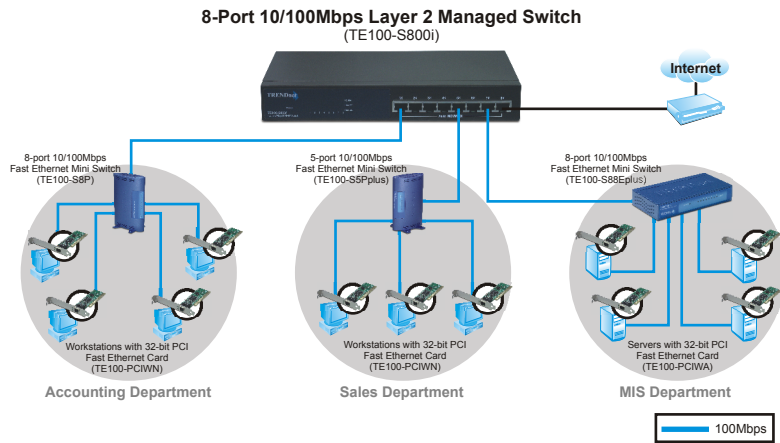 8-Port 10/100Mbps Layer 2 Managed Switch
(TE100-S800i)
TRENDnet
Internet
8-port 10/100Mbps
Fast Ethernet Mini Switch
(TE100-S8P)
5-port 10/100Mbps
Fast Ethernet Mini Switch
(TE100-S5Pplus)
8-port 10/100Mbps
Fast Ethernet Mini Switch
(TE100-S88Eplus)
Workstations with 32-bit PCI
Fast Ethernet Card
(TE100-PCIWN)
Workstations with 32-bit PCI
Fast Ethernet Card
(TE100-PCIWN)
Servers with 32-bit PCI
Fast Ethernet Card
(TE100-PCIWA)
Accounting Department
Sales Department
MIS Department
100Mbps